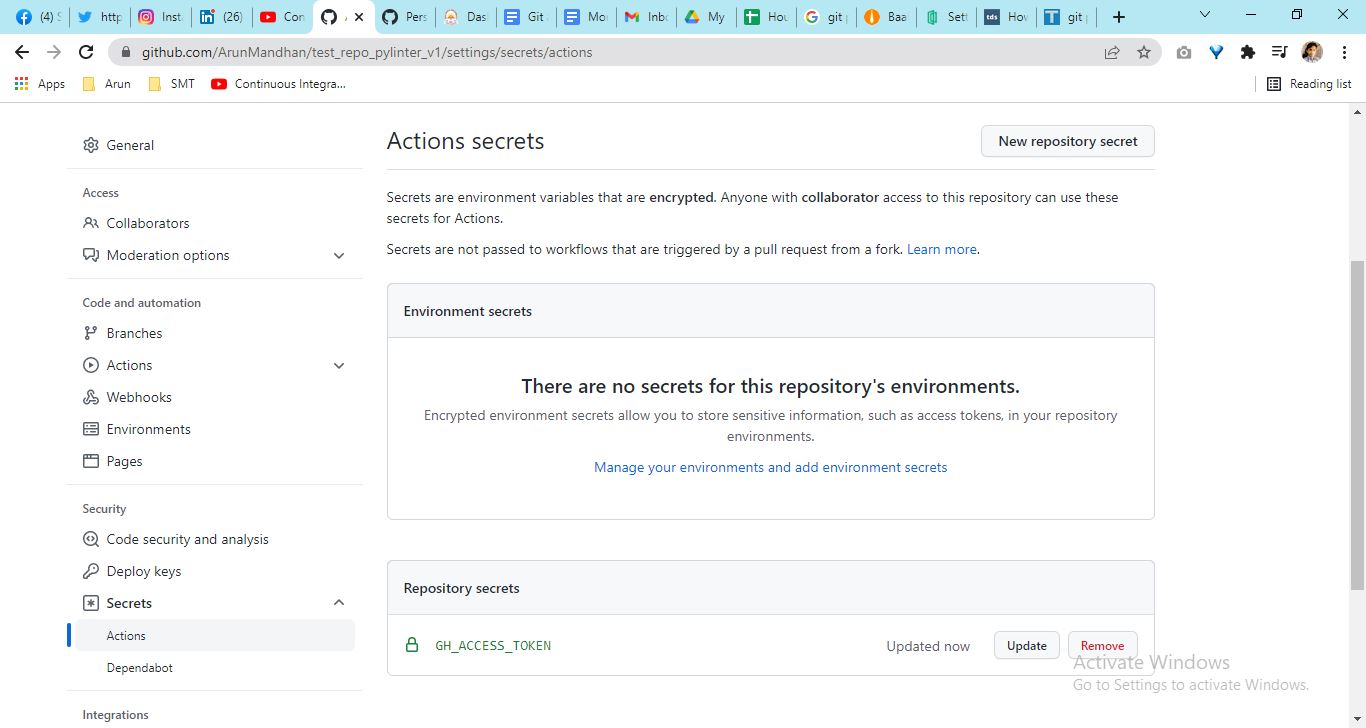 (4) S
http
Inst
(26)
Con
Pers
Das
Git
Mo
Inbo
My
Hou
git
Baa
Sett
How
git
github.com/ArunMandhan/test_repo_pylinter_v1/settings/secrets/actions
Apps
Arun
SMT
Continuous Integra...
Reading list
General
Access
Collaborators
Moderation options
Code and automation
Branches
Actions
Webhooks
Environments
Pages
Security
Code security and analysis
Deploy keys
Secrets
Actions
Dependabot
Integrations
Actions secrets
New repository secret
Secrets are environment variables that are encrypted. Anyone with collaborator access to this repository can use these
secrets for Actions.
Secrets are not passed to workflows that are triggered by a pull request from a fork. Learn more.
Environment secrets
There are no secrets for this repository's environments.
Encrypted environment secrets allow you to store sensitive information, such as access tokens, in your repository
environments.
Manage your environments and add environment secrets
Repository secrets
GH_ACCESS_TOKEN
Updated now
Update
Remove
Activate Windows
Go to Settings to activate Windows.